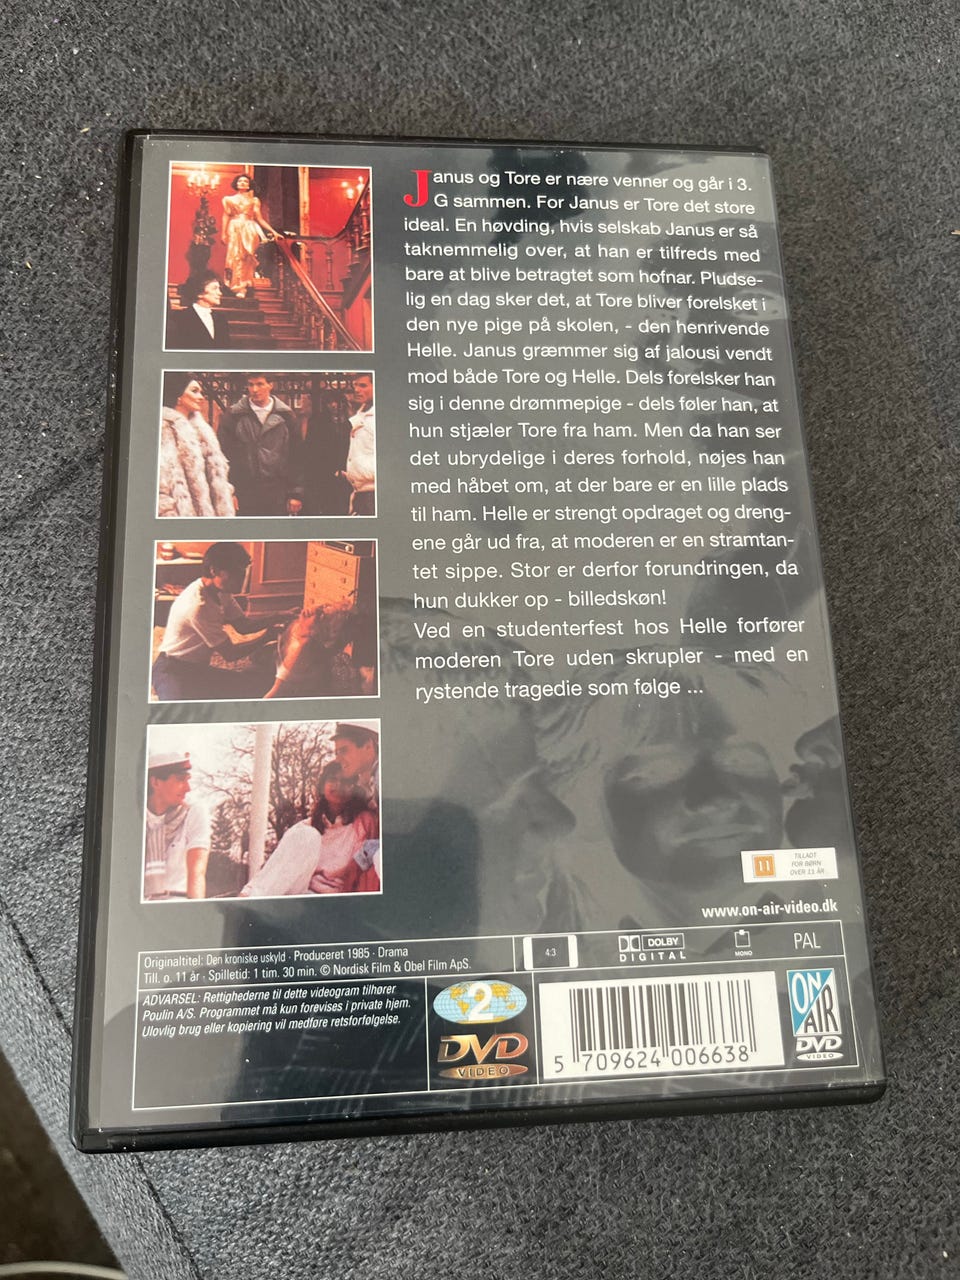 Janus og Tore er nære venner og går i 3.
G sammen. For Janus er Tore det store
ideal. En høvding, hvis selskab Janus er så
taknemmelig over, at han er tilfreds med
bare at blive betragtet som hofnar. Pludse-
lig en dag sker det, at Tore bliver forelsket i
den nye pige på skolen, - den henrivende
Helle. Janus græmmer sig af jalousi vendt
mod både Tore og Helle. Dels forelsker han
sig i denne drømmepige - dels føler han, at
hun stjæler Tore fra ham. Men da han ser
det ubrydelige i deres forhold, nøjes han
med håbet om, at der bare er en lille plads
til ham. Helle er strengt opdraget og dreng-
ene går ud fra, at moderen er en stramtan-
tet sippe. Stor er derfor forundringen, da
hun dukker op - billedskøn!
Ved en studenterfest hos Helle forfører
moderen Tore uden skrupler - med en
rystende tragedie som følge ...
11
TILLADT
FOR BØRN
OVER 11 ÅR
www.on-air-video.dk
Originaltitel: Den kroniske uskyld · Produceret 1985 · Drama
Till. o. 11 år · Spilletid: 1 tim. 30 min. © Nordisk Film & Obel Film ApS.
4:3
DOLBY
DIGITAL
MONO
PAL
ADVARSEL: Rettighederne til dette videogram tilhører
Poulin A/S. Programmet må kun forevises i private hjem.
Ulovlig brug eller kopiering vil medføre retsforfølgelse.
2
DVD
VIDEO
5 709624 006638
ON
AIR
DVD
VIDEO